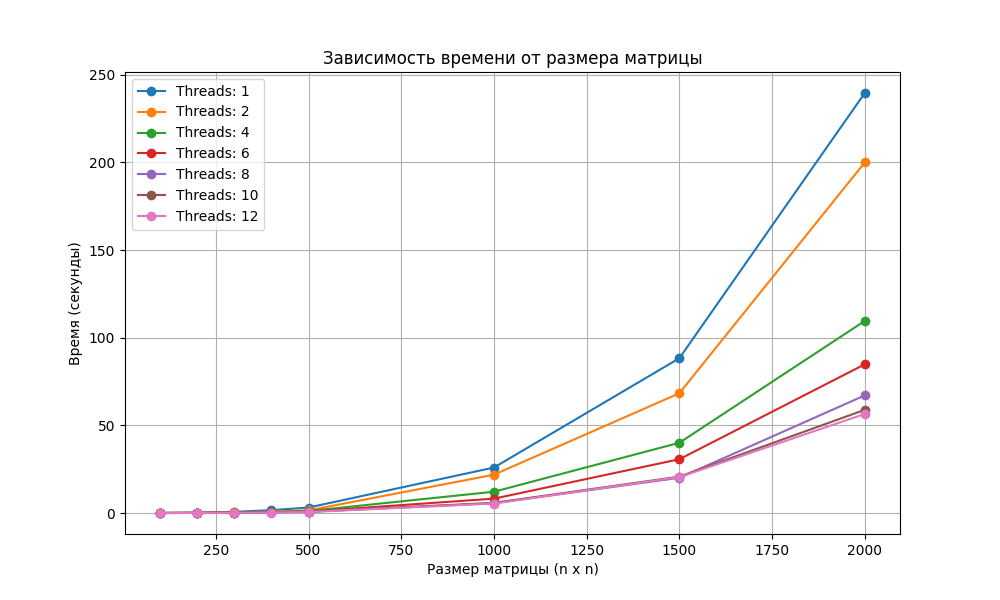 Зависимость времени от размера матрицы
Threads: 1
Threads: 2
Threads: 4
Threads: 6
Threads: 8
Threads: 10
Threads: 12
Время (секунды)
250
200
150
100
50
0
250
500
750
1000
1250
1500
1750
2000
Размер матрицы (n x n)